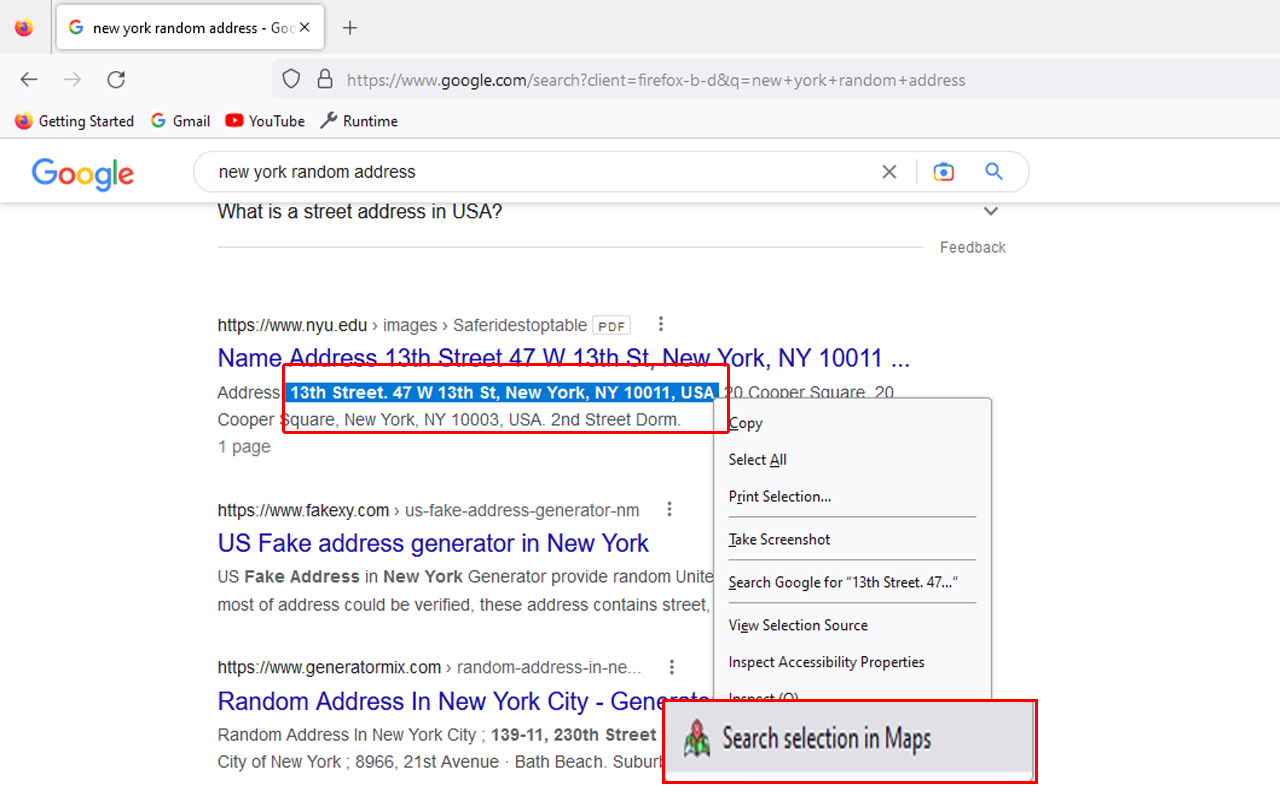 new york random address - Goo
https://www.google.com/search?client=firefox-b-d&q=new+york+random+address
Getting Started Gmail YouTube Runtime
Google
new york random address
What is a street address in USA?
Feedback
https://www.nyu.edu › images › Saferidestoptable PDF
Name Address 13th Street 47 W 13th St, New York, NY 10011 ...
Address 13th Street. 47 W 13th St, New York, NY 10011, USA 20 Cooper Square, 20
Cooper Square, New York, NY 10003, USA. 2nd Street Dorm.
1 page
Copy
Select All
Print Selection...
Take Screenshot
Search Google for “13th Street. 47...”
View Selection Source
Inspect Accessibility Properties
Inspect (Q)
Search selection in Maps
https://www.fakexy.com › us-fake-address-generator-nm
US Fake address generator in New York
US Fake Address in New York Generator provide random Unite
most of address could be verified, these address contains street,
https://www.generatormix.com › random-address-in-ne...
Random Address In New York City - Generato
Random Address In New York City ; 139-11, 230th Street
City of New York ; 8966, 21st Avenue · Bath Beach. Suburb